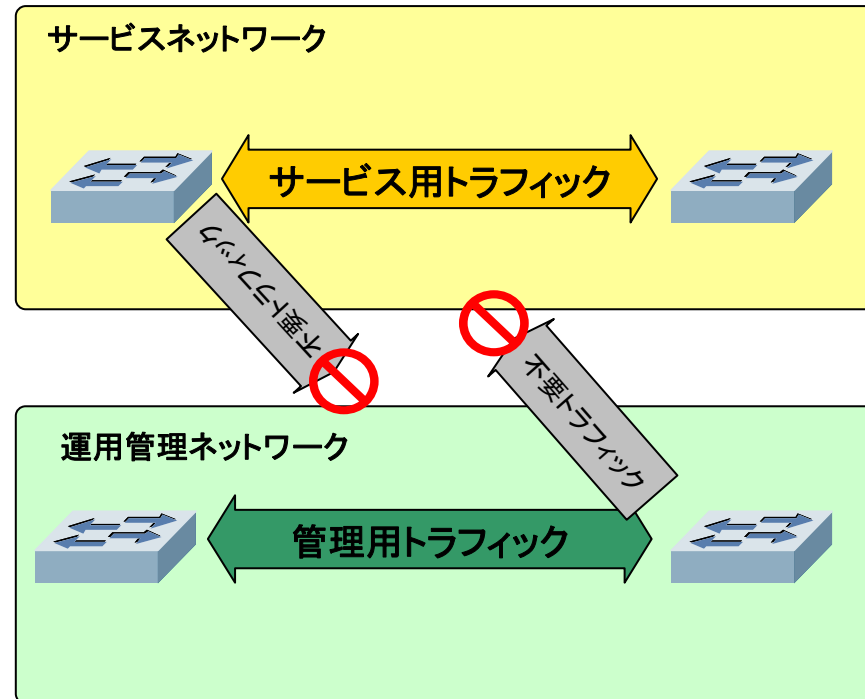 サービスネットワーク
サービス用トラフィック
不要トラフィック
不要トラフィック
運用管理ネットワーク
管理用トラフィック